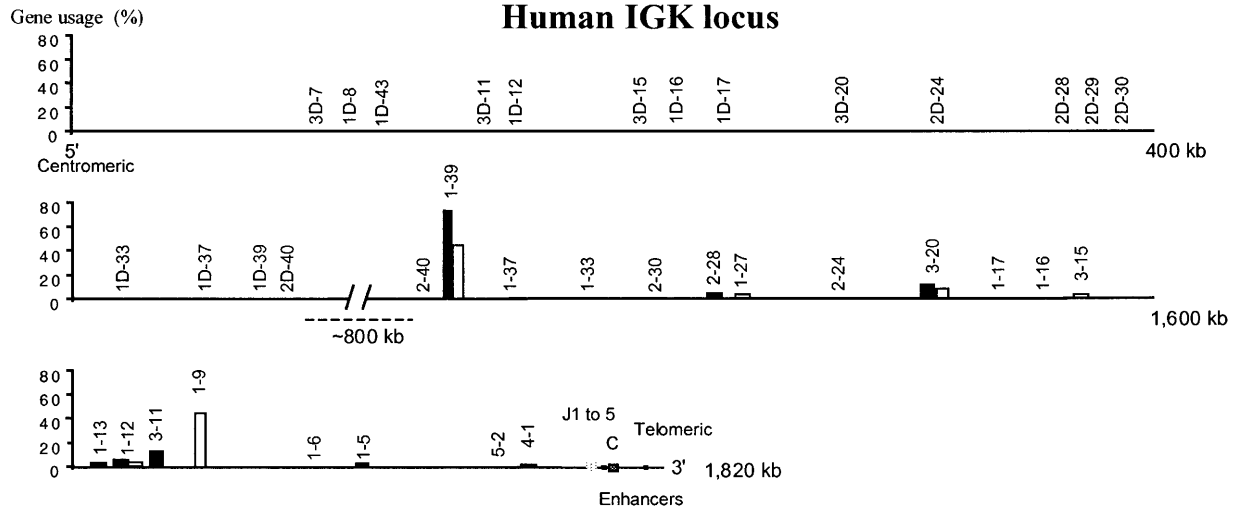 Human IGK locus
Gene usage (%)
80
60
40
20
0
3D-7 1D-8 1D-43 3D-11 1D-12 3D-15 1D-16 1D-17 3D-20 2D-24 2D-28 2D-29 2D-30
5'
Centromeric
400 kb
80
60
40
20
0
1D-33 1D-37 1D-39 2D-40 2-40 1-39 1-37 1-33 2-30 2-28 1-27 2-24 3-20 1-17 1-16 3-15
~800 kb
1,600 kb
80
60
40
20
0
1-13 1-12 3-11 1-9 1-6 1-5 5-2 4-1
J1 to 5
C
Telomeric
3'
1,820 kb
Enhancers